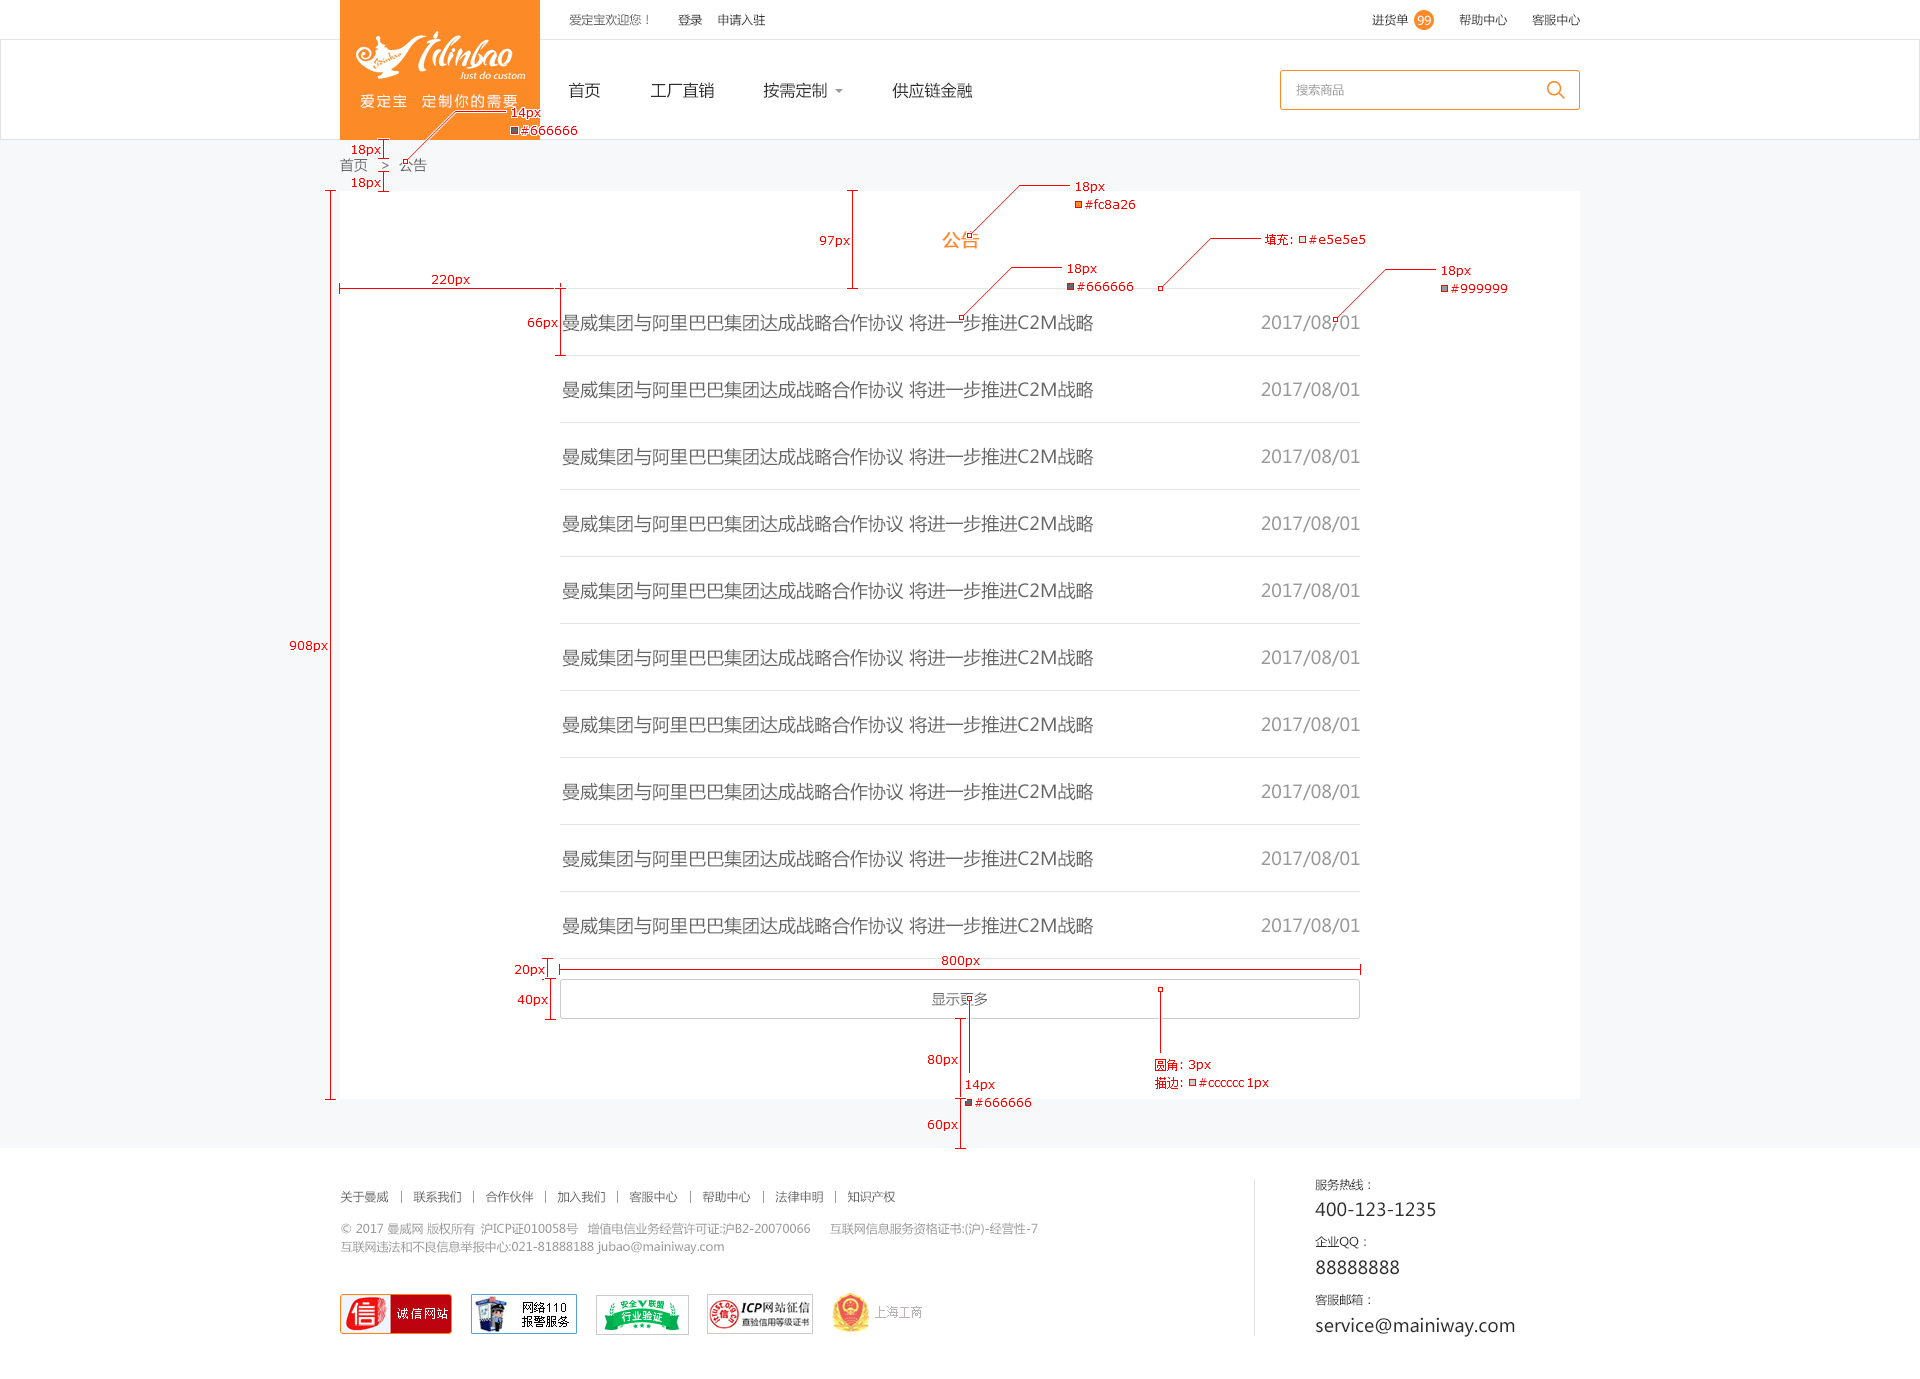 爱定宝欢迎您！ 登录 申请入驻 进货单 99 帮助中心 客服中心
Tilinbao
Just do custom
爱定宝 定制你的需要
首页 工厂直销 按需定制 供应链金融
搜索商品
14px
#666666
18px
首页 > 公告
18px
18px
#fc8a26
97px
公告
填充: #e5e5e5
220px
18px
#666666
18px
#999999
66px
曼威集团与阿里巴巴集团达成战略合作协议 将进一步推进C2M战略 2017/08/01
曼威集团与阿里巴巴集团达成战略合作协议 将进一步推进C2M战略 2017/08/01
曼威集团与阿里巴巴集团达成战略合作协议 将进一步推进C2M战略 2017/08/01
曼威集团与阿里巴巴集团达成战略合作协议 将进一步推进C2M战略 2017/08/01
曼威集团与阿里巴巴集团达成战略合作协议 将进一步推进C2M战略 2017/08/01
908px
曼威集团与阿里巴巴集团达成战略合作协议 将进一步推进C2M战略 2017/08/01
曼威集团与阿里巴巴集团达成战略合作协议 将进一步推进C2M战略 2017/08/01
曼威集团与阿里巴巴集团达成战略合作协议 将进一步推进C2M战略 2017/08/01
曼威集团与阿里巴巴集团达成战略合作协议 将进一步推进C2M战略 2017/08/01
曼威集团与阿里巴巴集团达成战略合作协议 将进一步推进C2M战略 2017/08/01
800px
20px
40px
显示更多
80px
14px
#666666
圆角: 3px
描边: #cccccc 1px
60px
关于曼威 | 联系我们 | 合作伙伴 | 加入我们 | 客服中心 | 帮助中心 | 法律申明 | 知识产权
© 2017 曼威网 版权所有 沪ICP证010058号 增值电信业务经营许可证:沪B2-20070066 互联网信息服务资格证书:(沪)-经营性-7
互联网违法和不良信息举报中心:021-81888188 jubao@mainiway.com
信 诚信网站
网络110
报警服务
安全V联盟
行业验证
信 ICP网站征信
直验信用等级证书
上海工商
服务热线：
400-123-1235
企业QQ：
88888888
客服邮箱：
service@mainiway.com